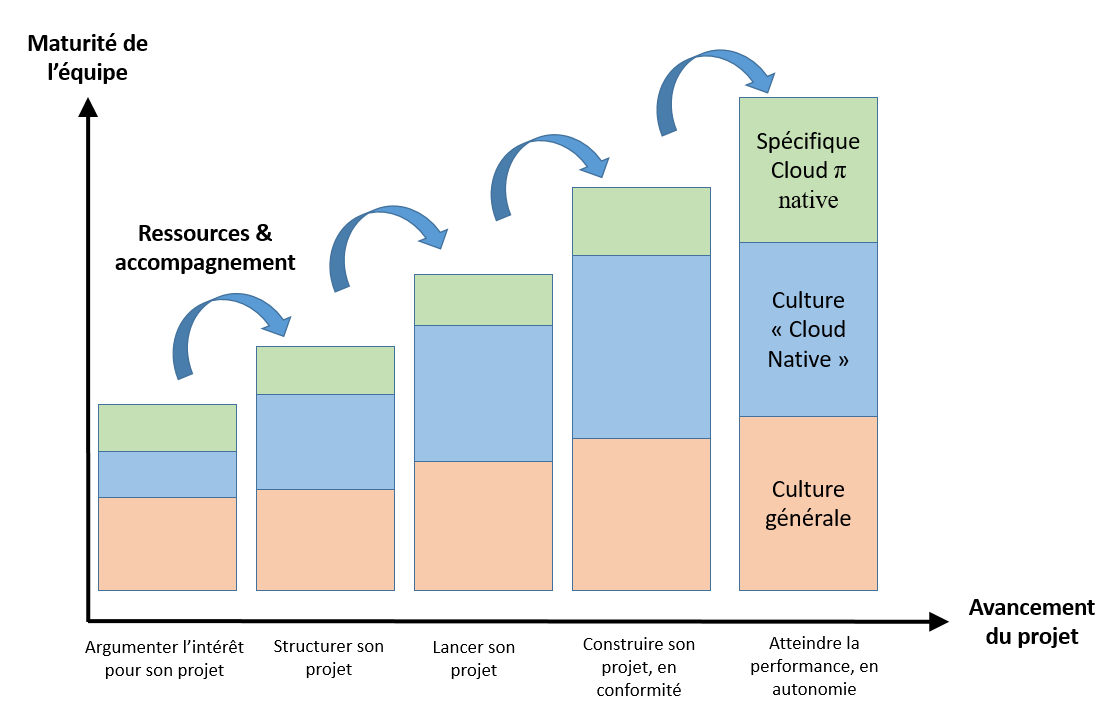 Maturité de
l’équipe
Ressources &
accompagnement
Spécifique
Cloud π
native
Culture
« Cloud
Native »
Culture
générale
Avancement
du projet
Argumenter l’intérêt
pour son projet
Structurer son
projet
Lancer son
projet
Construire son
projet, en
conformité
Atteindre la
performance, en
autonomie